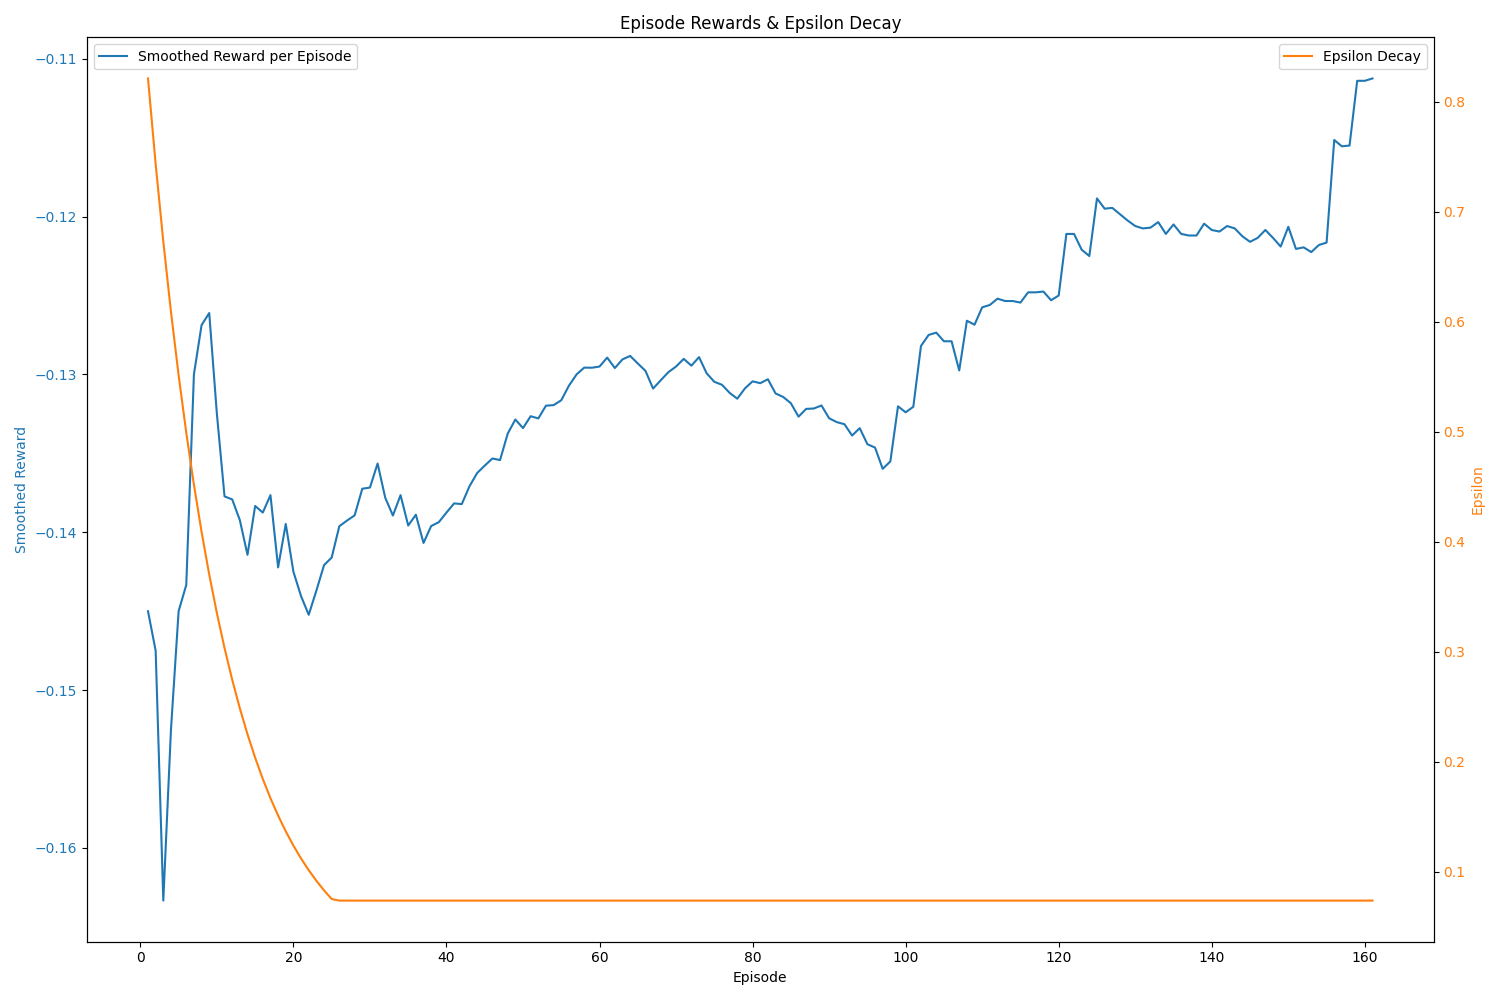 Episode Rewards & Epsilon Decay
Smoothed Reward per Episode
Epsilon Decay
−0.11
−0.12
−0.13
−0.14
−0.15
−0.16
Smoothed Reward
0.8
0.7
0.6
0.5
0.4
0.3
0.2
0.1
Epsilon
0 20 40 60 80 100 120 140 160
Episode